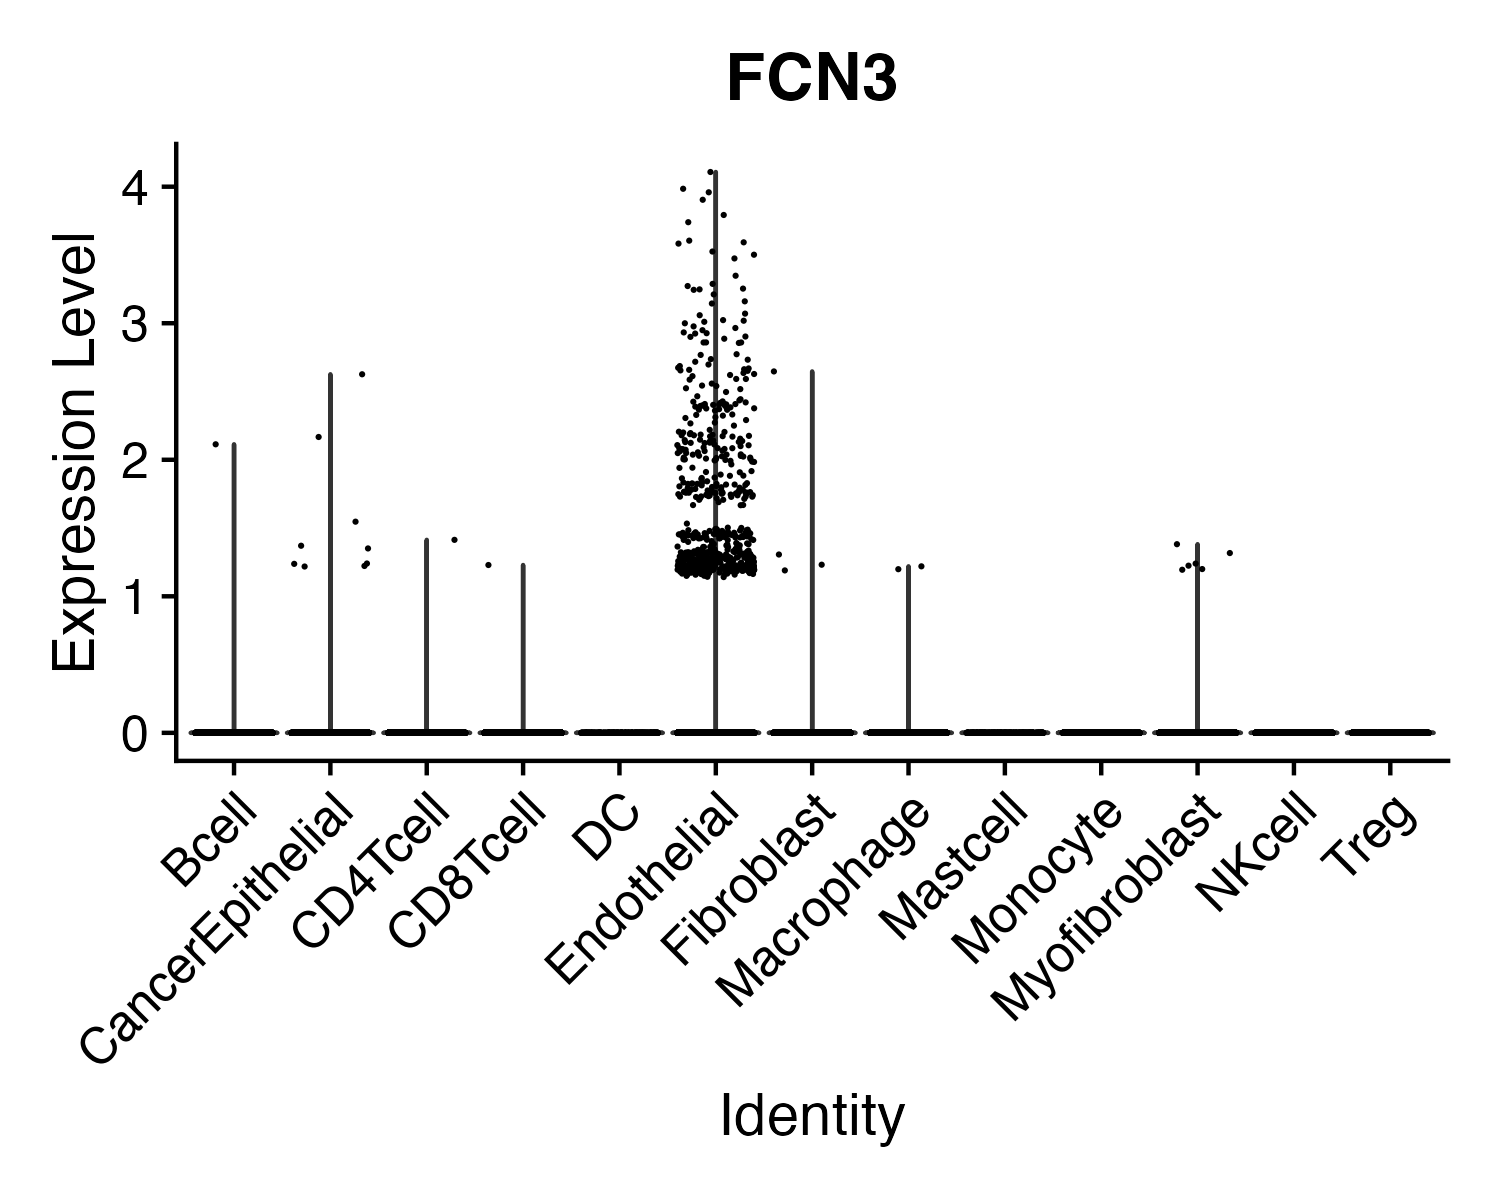 FCN3
Expression Level
4
3
2
1
0
Bcell
CancerEpithelial
CD4Tcell
CD8Tcell
DC
Endothelial
Fibroblast
Macrophage
Mastcell
Monocyte
Myofibroblast
NKcell
Treg
Identity